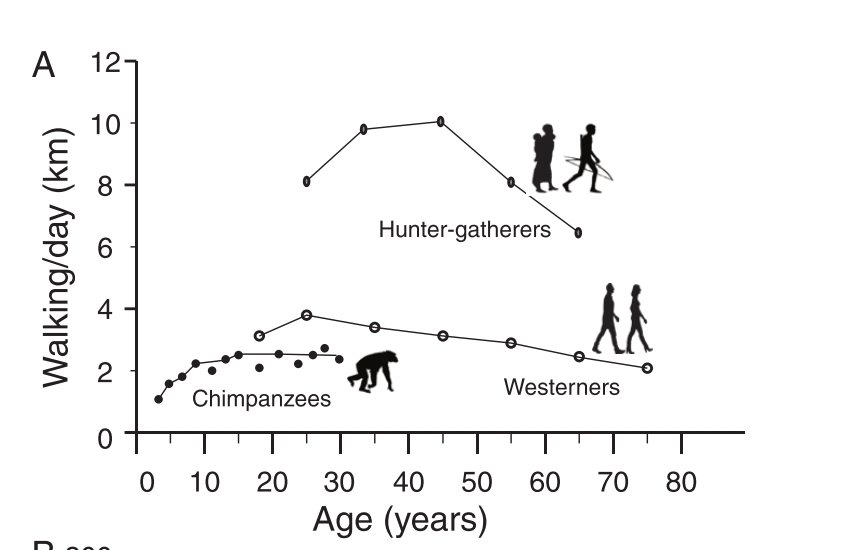 A
12
10
8
6
4
2
0
Walking/day (km)
Hunter-gatherers
Westerners
Chimpanzees
0 10 20 30 40 50 60 70 80
Age (years)